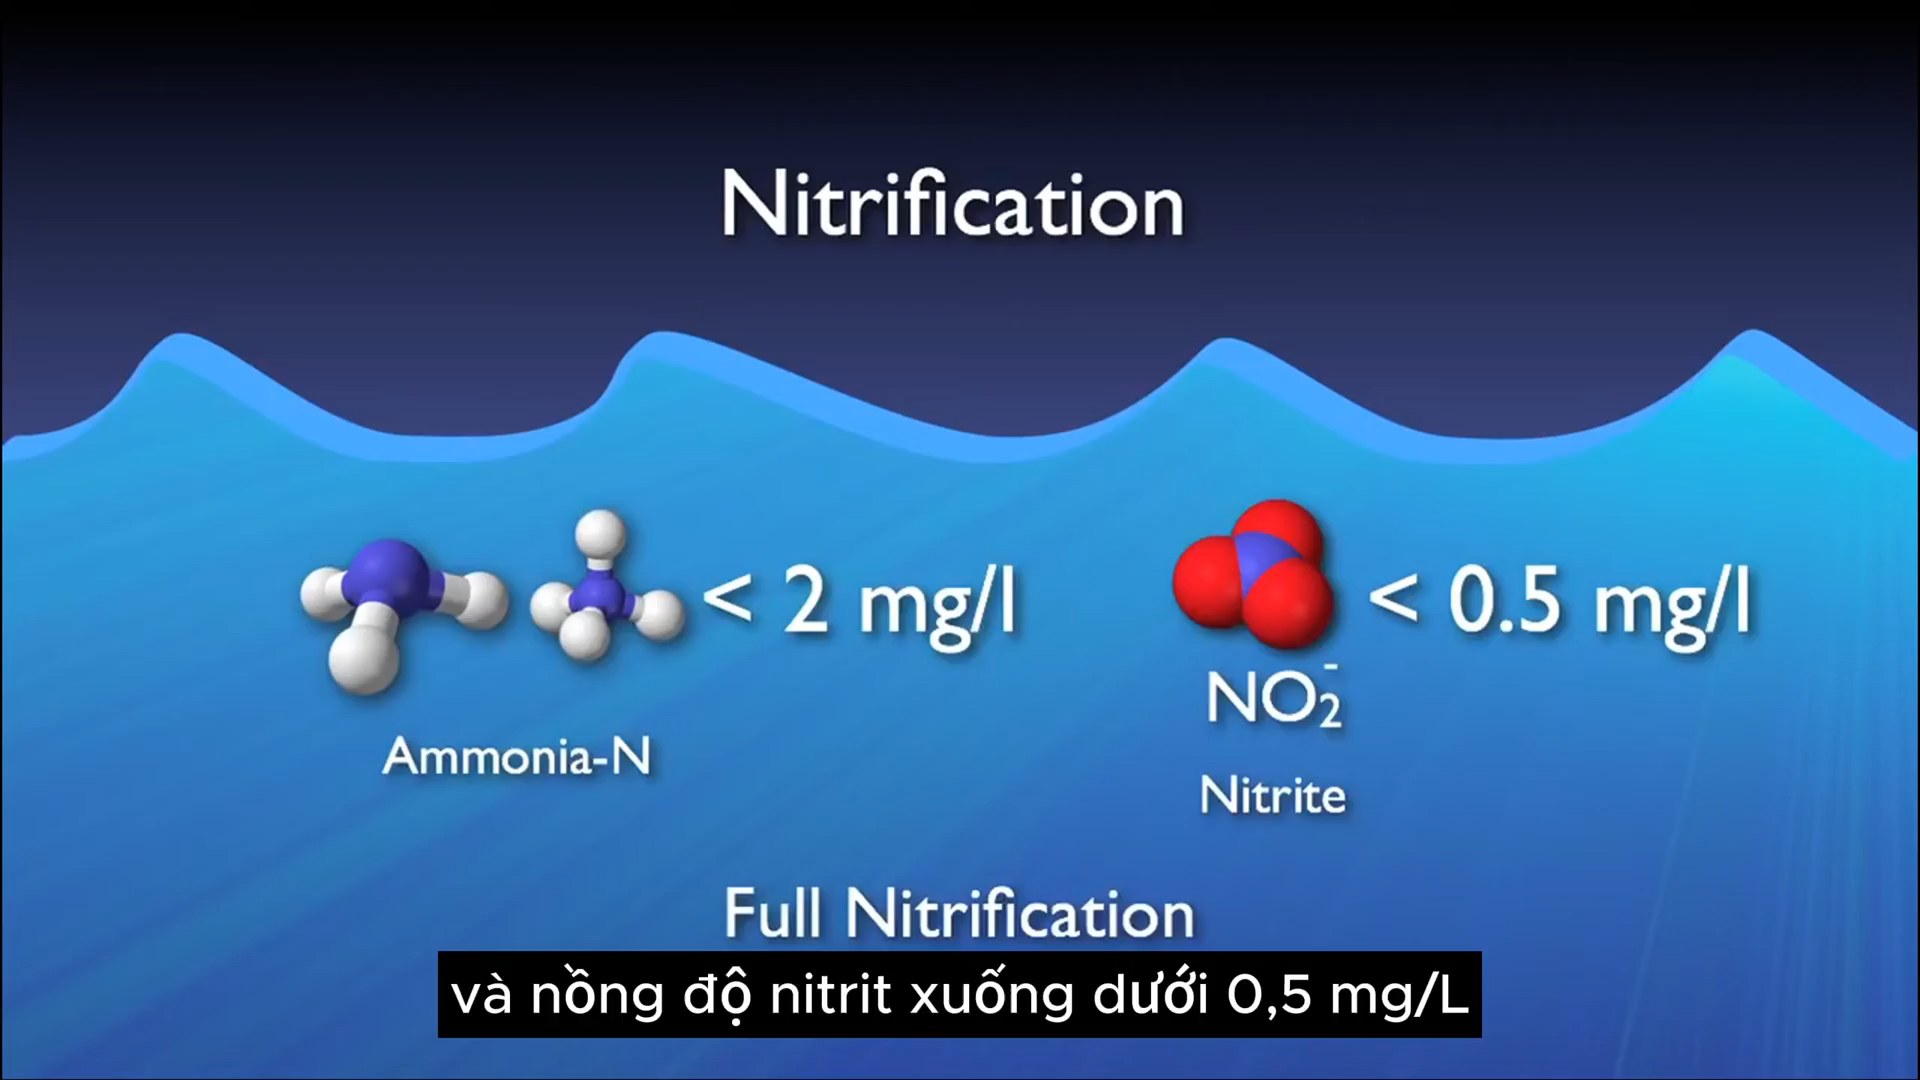 Nitrification
< 2 mg/l
< 0.5 mg/l
NO₂⁻
Ammonia-N
Nitrite
Full Nitrification
và nồng độ nitrit xuống dưới 0,5 mg/L